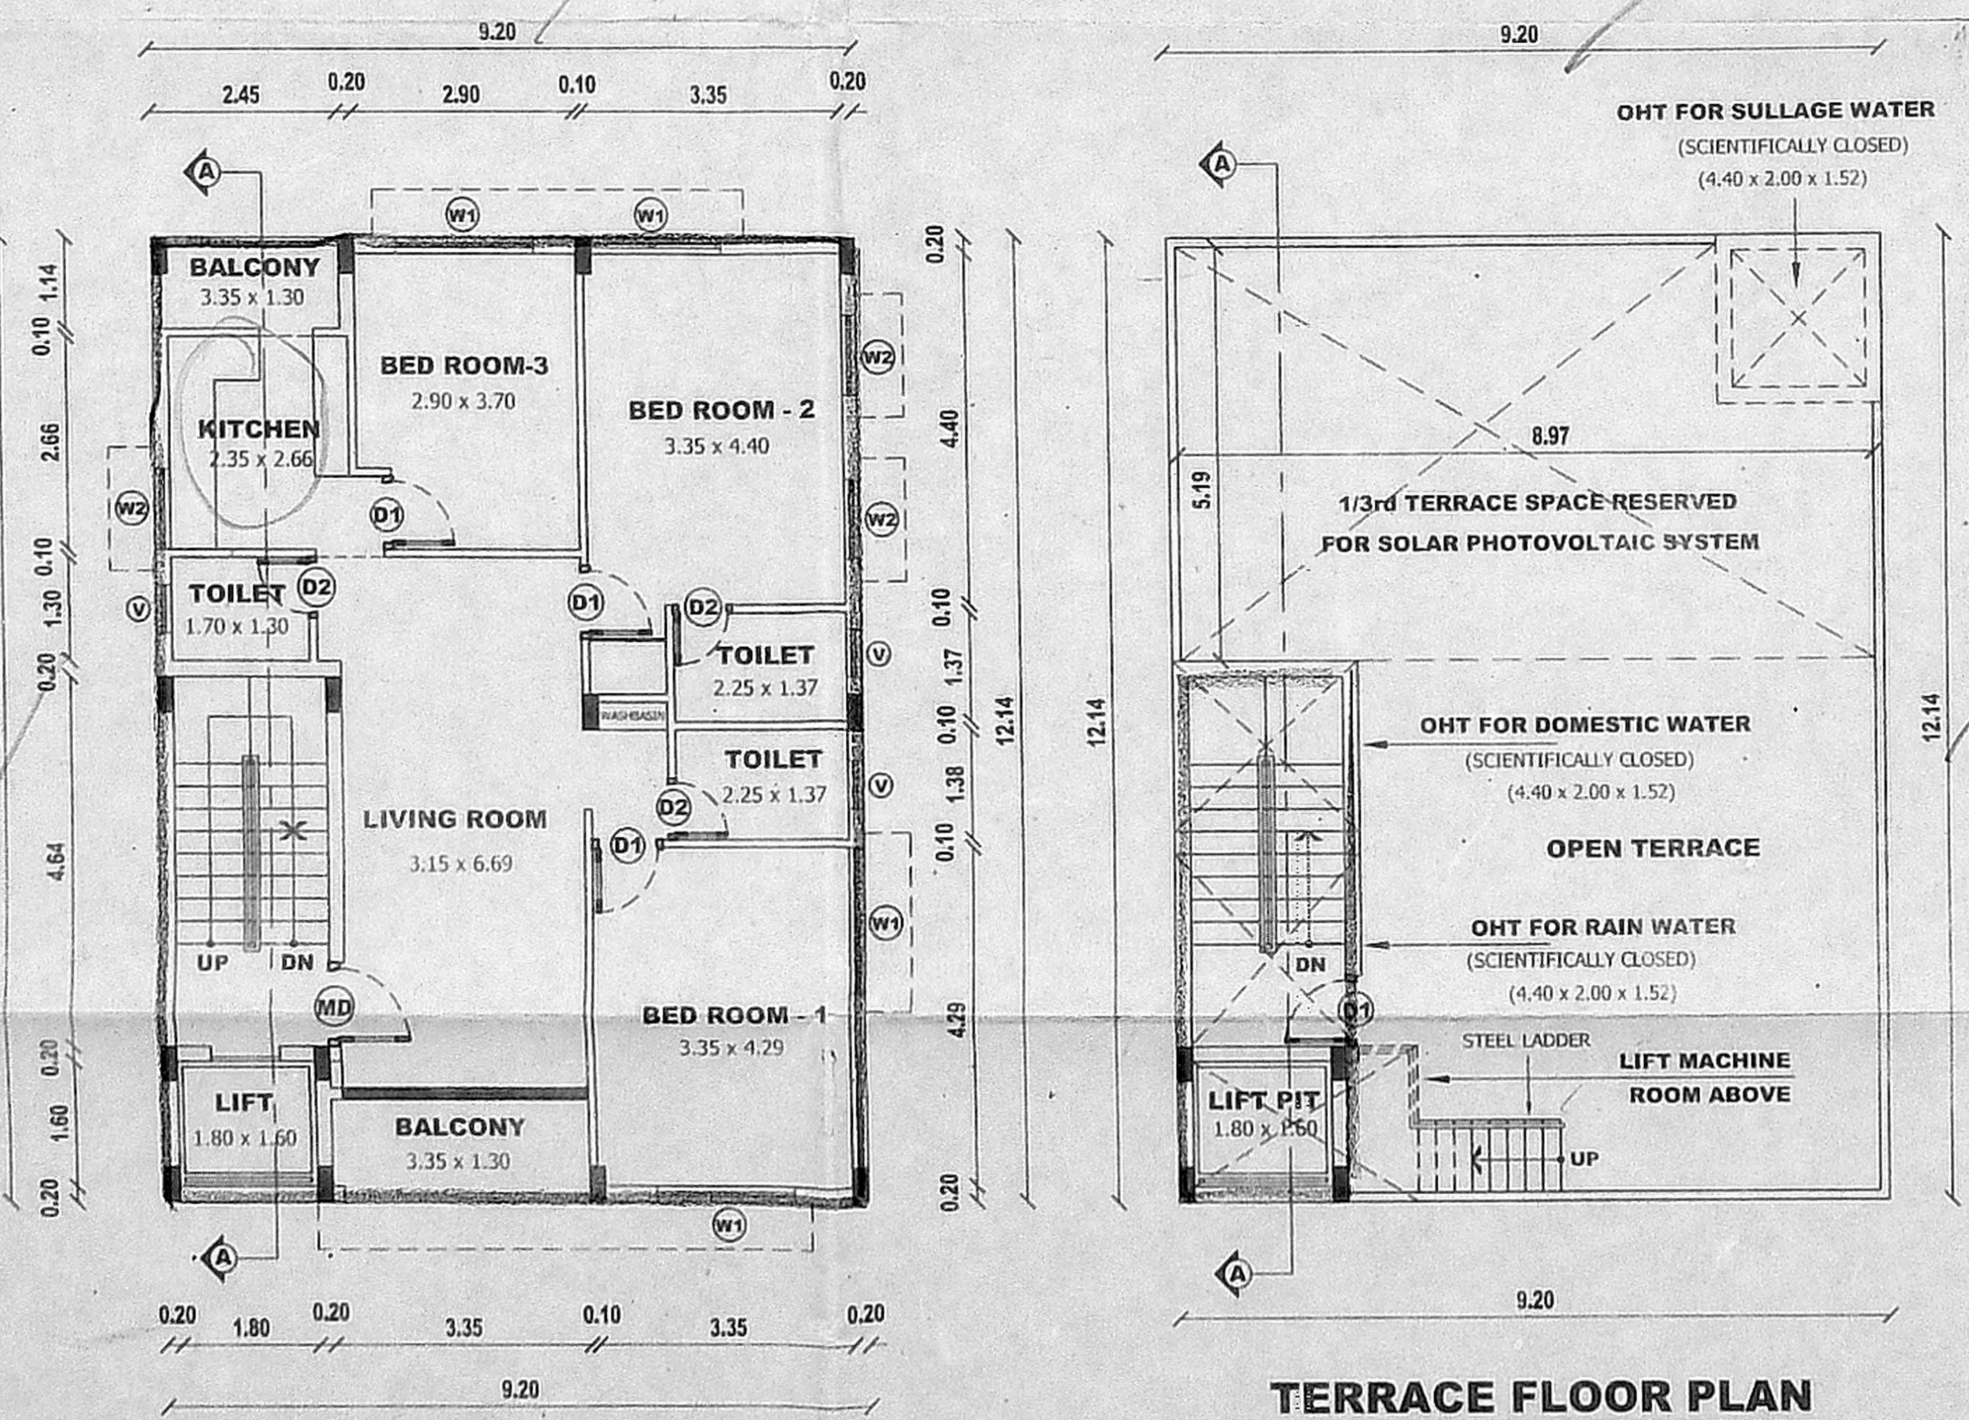 9.20
2.45 0.20 2.90 0.10 3.35 0.20
A
W1 W1
BALCONY
3.35 x 1.30
BED ROOM-3
2.90 x 3.70
BED ROOM - 2
3.35 x 4.40
W2
KITCHEN
2.35 x 2.66
W2
W2
D1
TOILET
1.70 x 1.30
D2
V
D1
D2
TOILET
2.25 x 1.37
V
WASHBASIN
TOILET
2.25 x 1.37
V
D2
LIVING ROOM
3.15 x 6.69
D1
W1
UP DN
MD
BED ROOM - 1
3.35 x 4.29
LIFT
1.80 x 1.60
BALCONY
3.35 x 1.30
W1
A
1.14
0.10
2.66
0.10
1.30
0.20
4.64
0.20
1.60
0.20
0.20
4.40
0.10
1.37
0.10
1.38
0.10
4.29
0.20
12.14
0.20 1.80 0.20 3.35 0.10 3.35 0.20
9.20
9.20
OHT FOR SULLAGE WATER
(SCIENTIFICALLY CLOSED)
(4.40 x 2.00 x 1.52)
A
8.97
5.19
1/3rd TERRACE SPACE RESERVED
FOR SOLAR PHOTOVOLTAIC SYSTEM
12.14
12.14
OHT FOR DOMESTIC WATER
(SCIENTIFICALLY CLOSED)
(4.40 x 2.00 x 1.52)
OPEN TERRACE
OHT FOR RAIN WATER
(SCIENTIFICALLY CLOSED)
(4.40 x 2.00 x 1.52)
DN
D1
STEEL LADDER
LIFT MACHINE
ROOM ABOVE
LIFT PIT
1.80 x 1.60
UP
A
9.20
TERRACE FLOOR PLAN